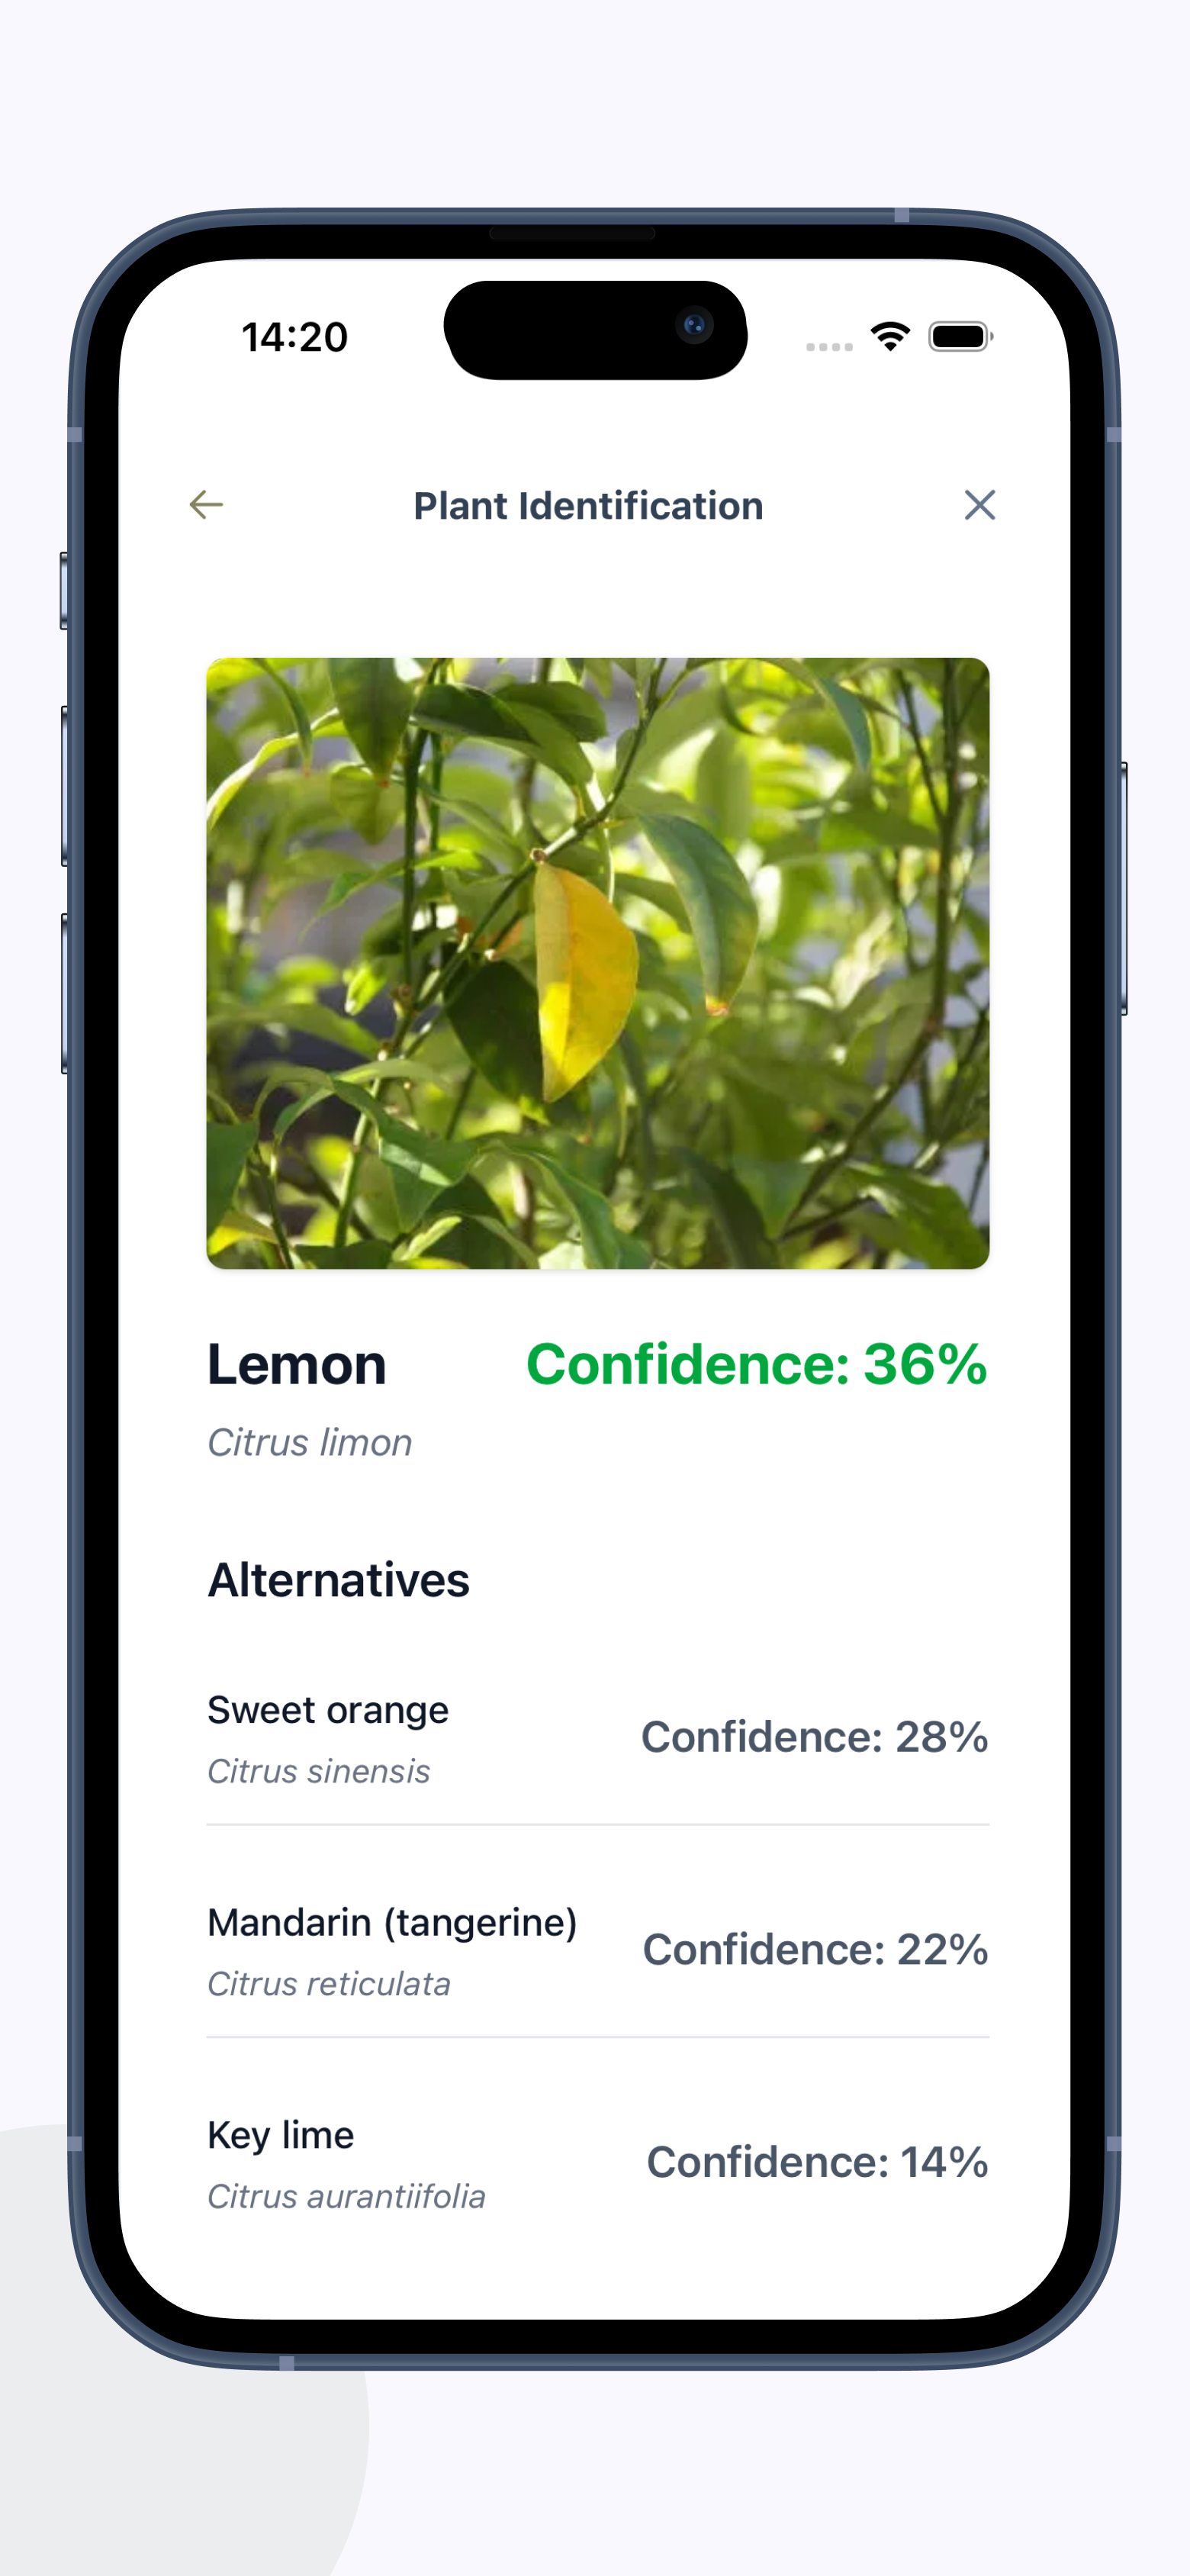 14:20
Plant Identification
Lemon
Confidence: 36%
Citrus limon
Alternatives
Sweet orange
Confidence: 28%
Citrus sinensis
Mandarin (tangerine)
Confidence: 22%
Citrus reticulata
Key lime
Confidence: 14%
Citrus aurantiifolia